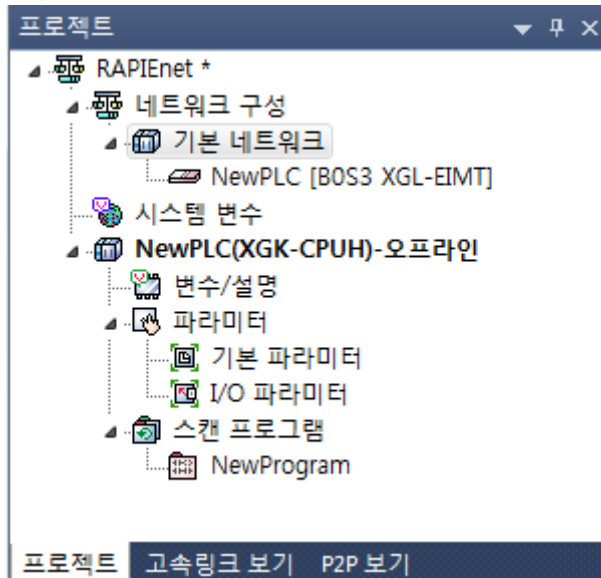 프로젝트
RAPIEnet *
네트워크 구성
기본 네트워크
NewPLC [B0S3 XGL-EIMT]
시스템 변수
NewPLC(XGK-CPUH)-오프라인
변수/설명
파라미터
기본 파라미터
I/O 파라미터
스캔 프로그램
NewProgram
프로젝트 고속링크 보기 P2P 보기